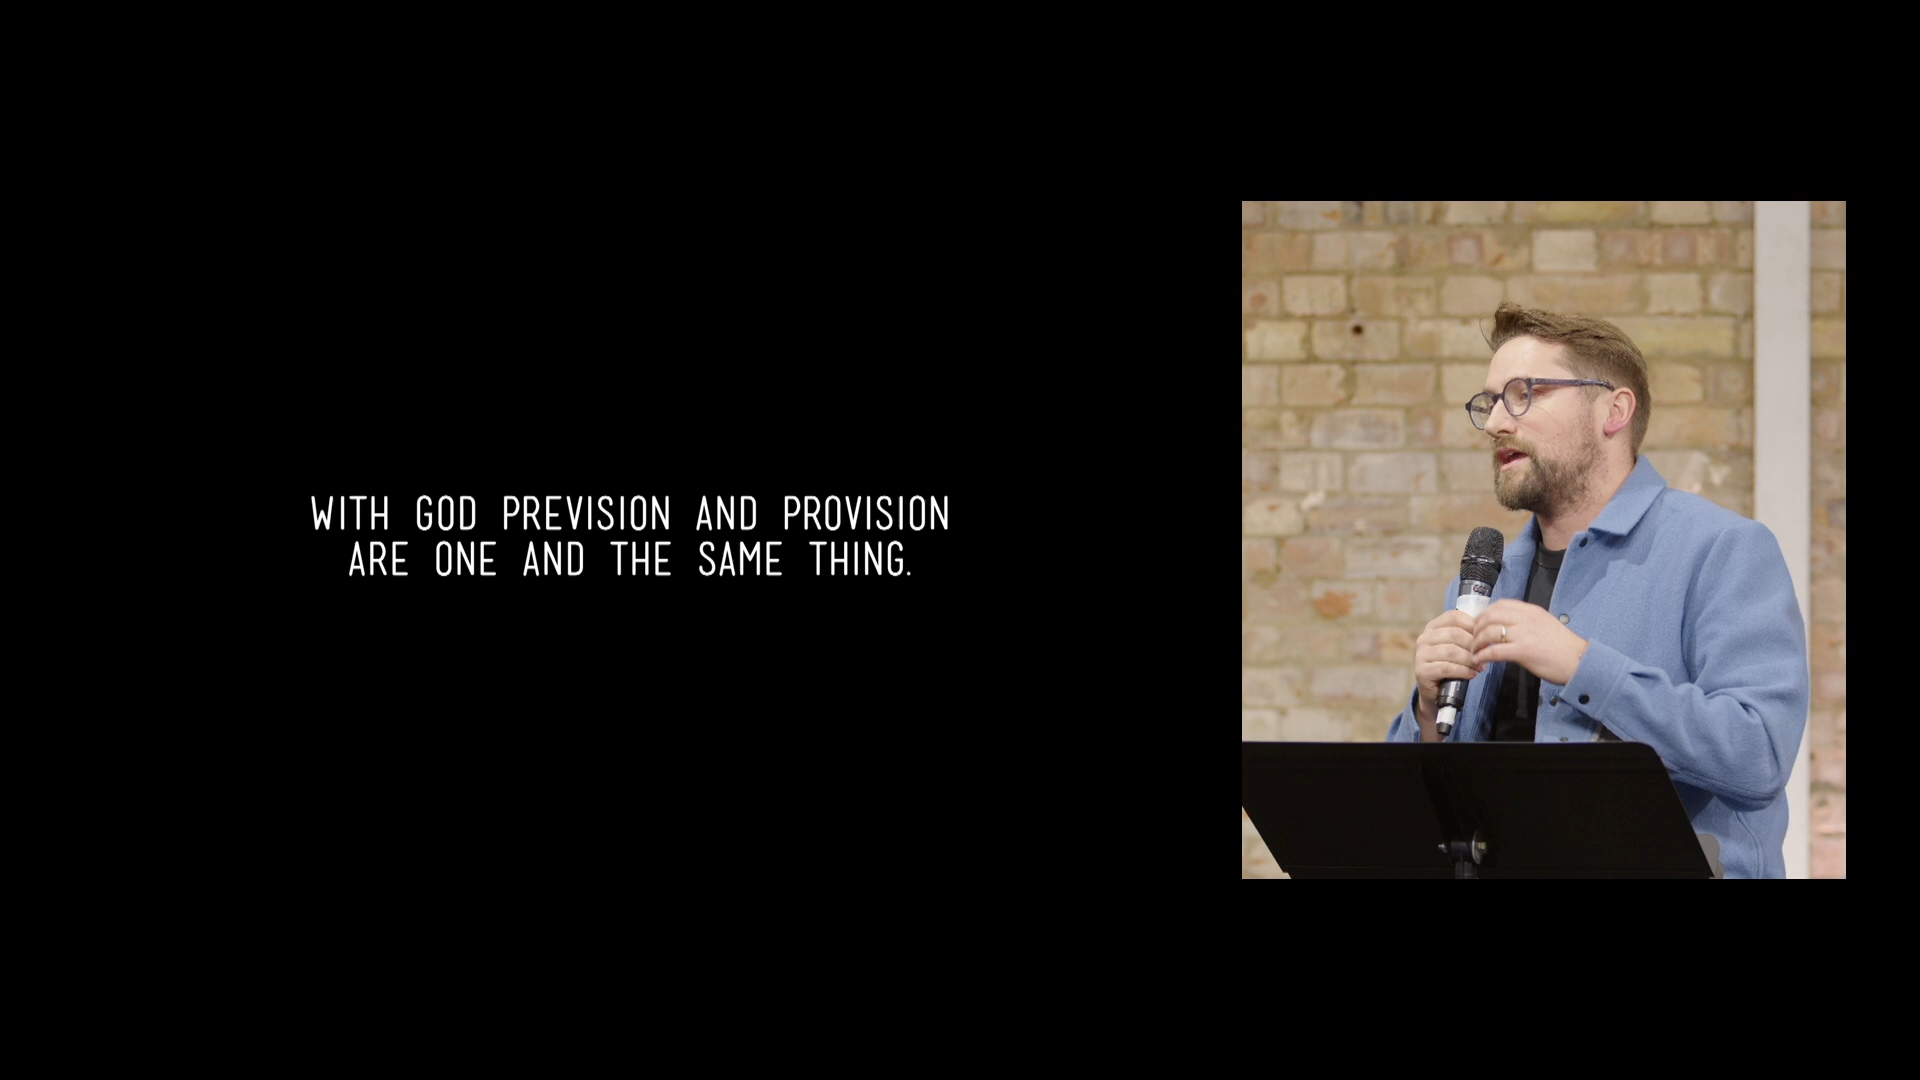 WITH GOD PREVISION AND PROVISION
ARE ONE AND THE SAME THING.